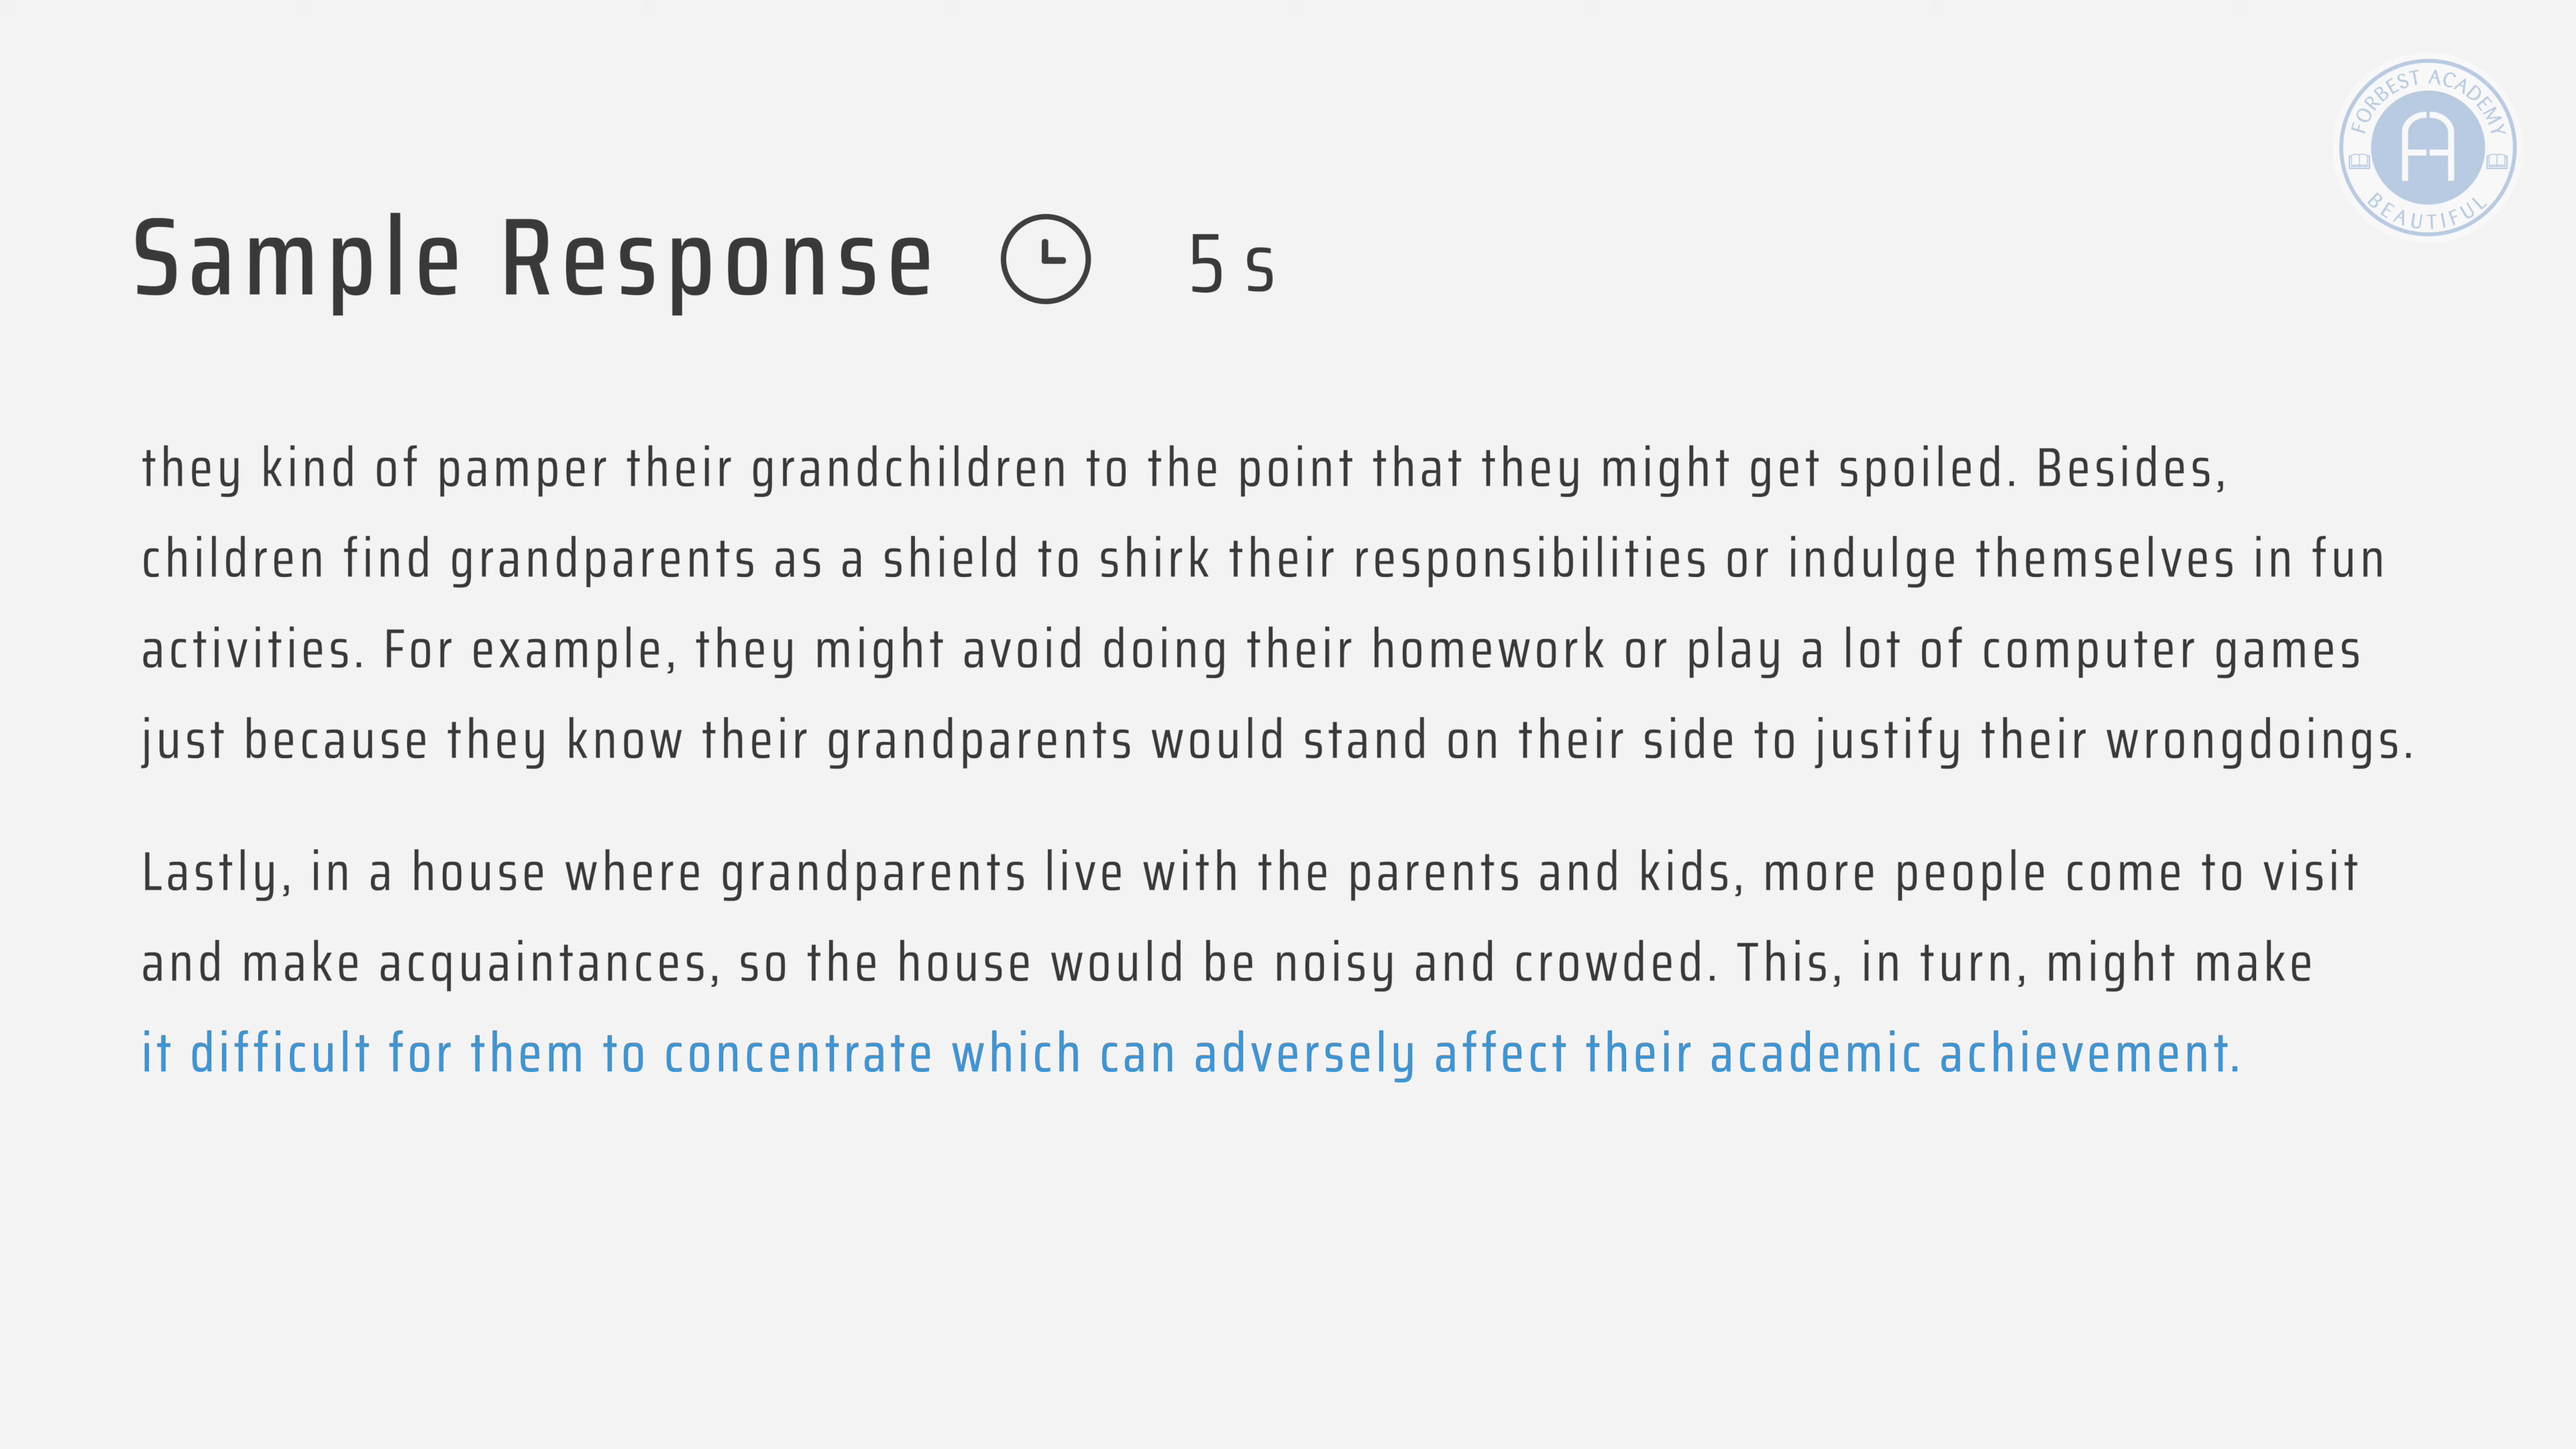 FORBEST ACADEMY
BEAUTIFUL
Sample Response 5 s
they kind of pamper their grandchildren to the point that they might get spoiled. Besides,
children find grandparents as a shield to shirk their responsibilities or indulge themselves in fun
activities. For example, they might avoid doing their homework or play a lot of computer games
just because they know their grandparents would stand on their side to justify their wrongdoings.
Lastly, in a house where grandparents live with the parents and kids, more people come to visit
and make acquaintances, so the house would be noisy and crowded. This, in turn, might make
it difficult for them to concentrate which can adversely affect their academic achievement.